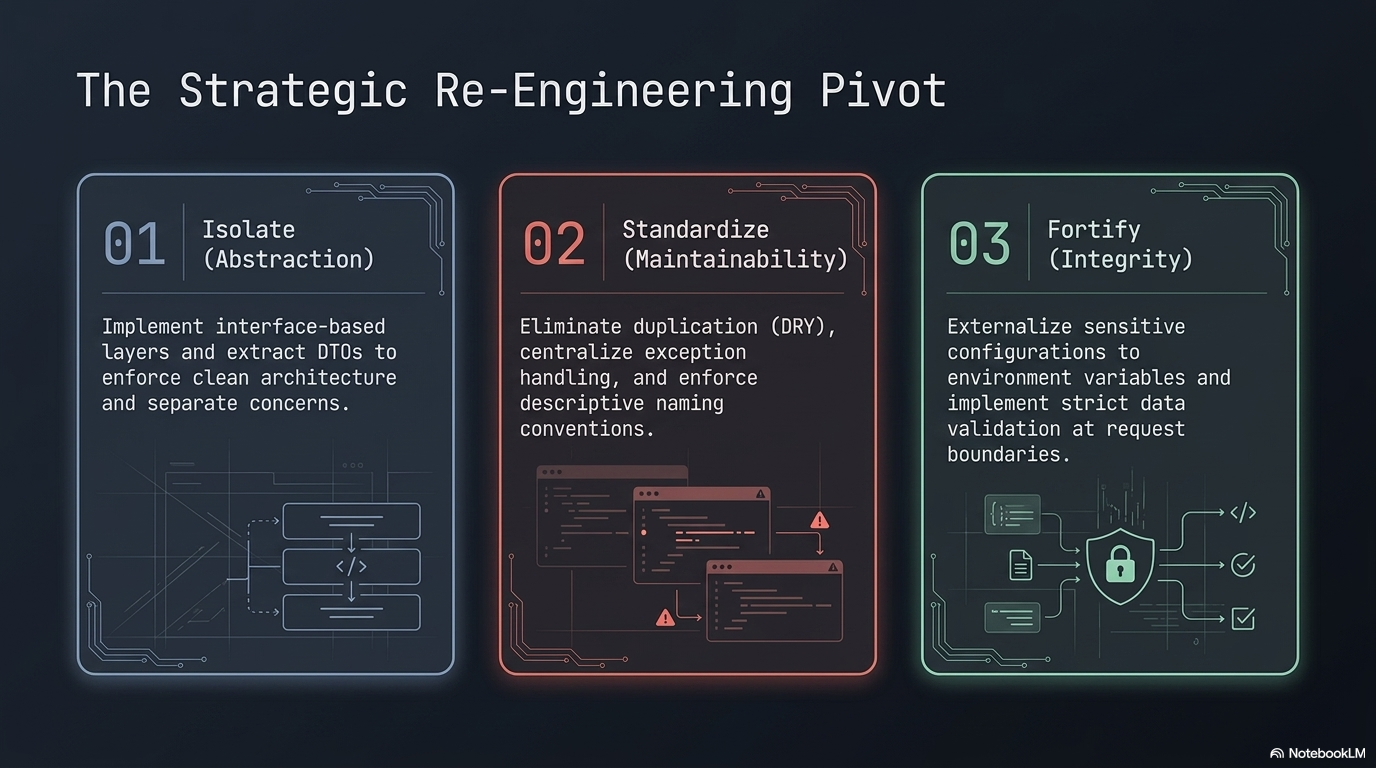 The Strategic Re-Engineering Pivot
01
Isolate
(Abstraction)
Implement interface-based
layers and extract DTOs to
enforce clean architecture
and separate concerns.
</>
02
Standardize
(Maintainability)
Eliminate duplication (DRY),
centralize exception
handling, and enforce
descriptive naming
conventions.
03
Fortify
(Integrity)
Externalize sensitive
configurations to
environment variables and
implement strict data
validation at request
boundaries.
</>
NotebookLM